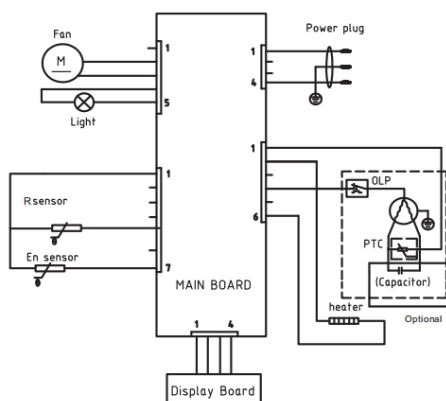 Fan
M
Light
1
5
Power plug
1
4
1
6
OLP
PTC
(Capacitor)
Optional
heater
1
Rsensor
θ
En sensor
θ
7
MAIN BOARD
1 4
Display Board